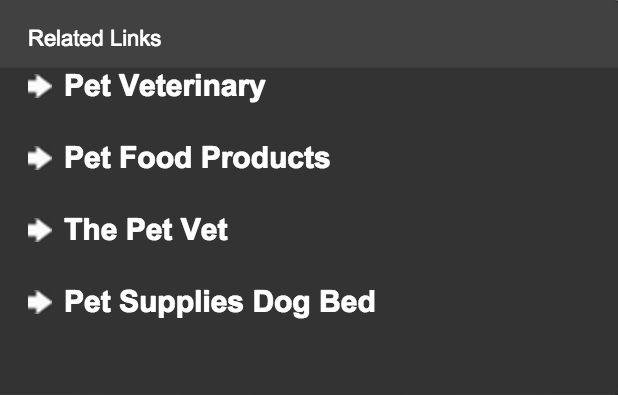 Related Links
Pet Veterinary
Pet Food Products
The Pet Vet
Pet Supplies Dog Bed